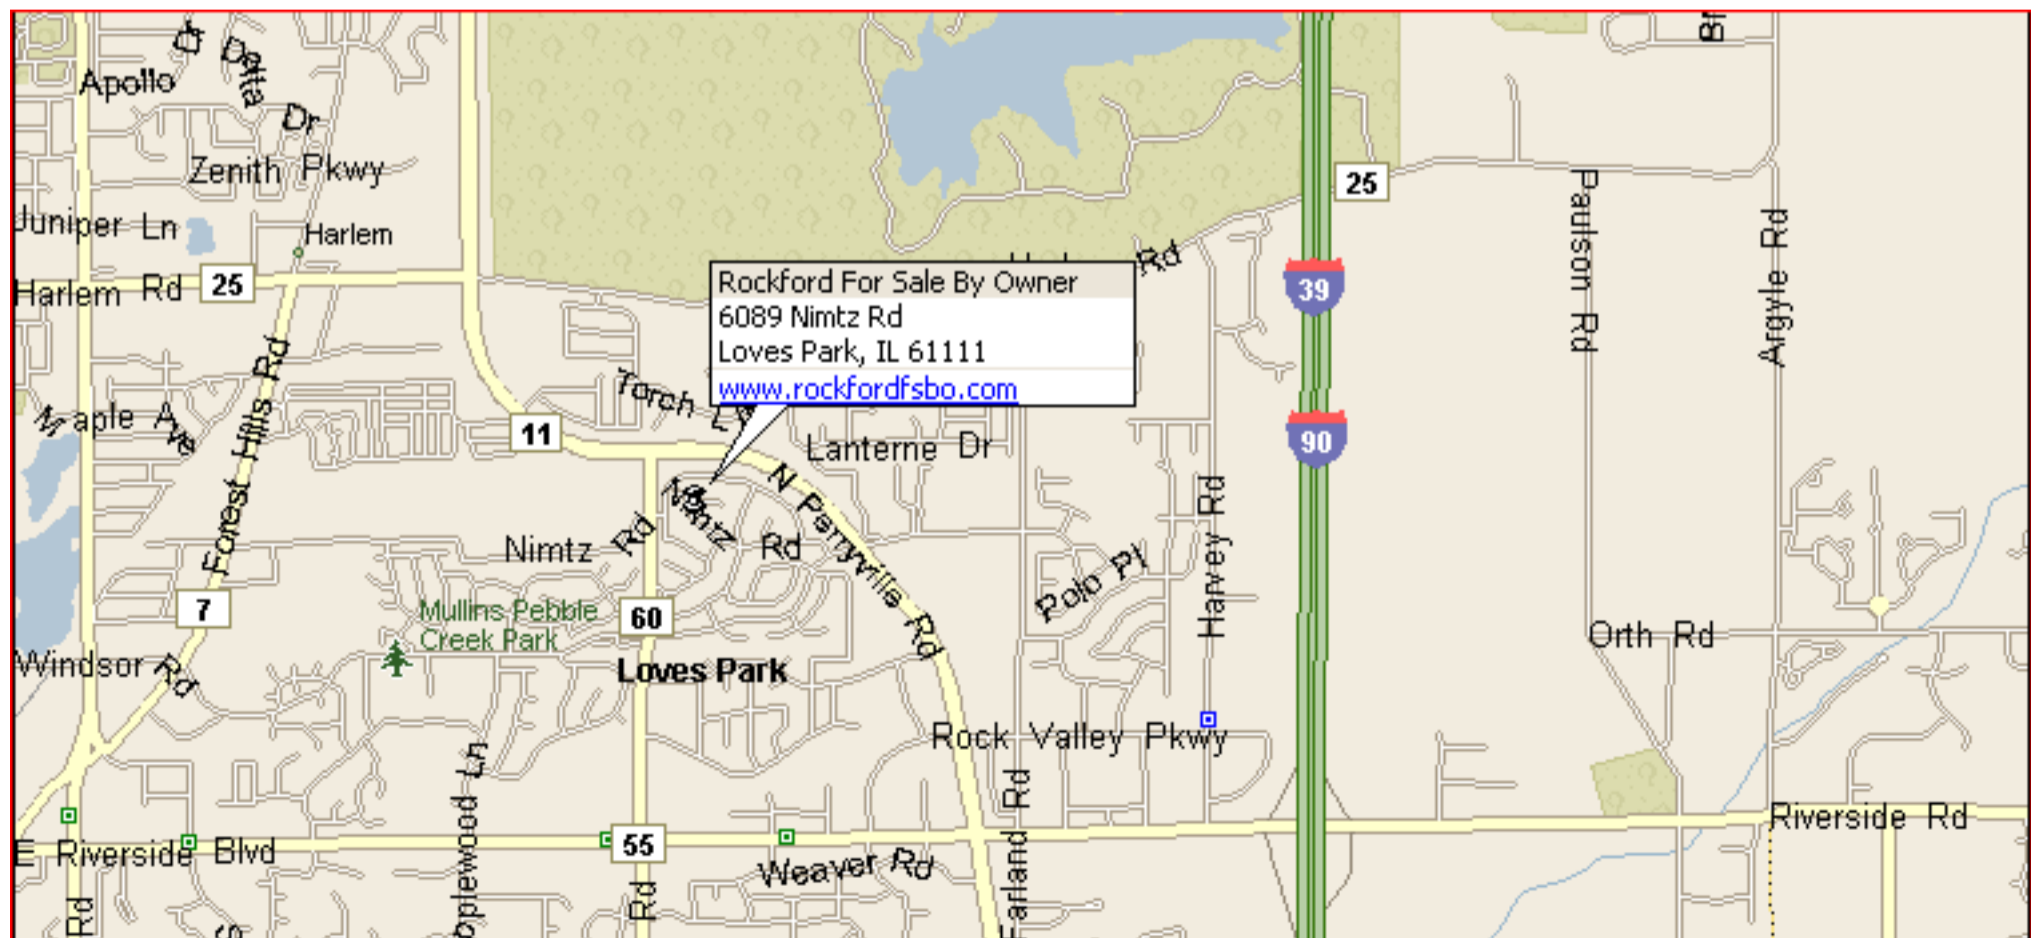 Dr
Delta
Apollo
Dr
Zenith Pkwy
Juniper Ln
Harlem
Harlem Rd
25
25
Rd
Paulson Rd
Argyle Rd
39
Rockford For Sale By Owner
6089 Nimtz Rd
Loves Park, IL 61111
www.rockfordfsbo.com
Forest Hills Rd
Torch Ln
Maple Ave
11
Lanterne Dr
90
N Perryville Rd
Nimtz Rd
Nimtz Rd
Harvey Rd
Polo Pl
7
Mullins Pebble
Creek Park
60
Orth Rd
Windsor Rd
Loves Park
Rock Valley Pkwy
Rd
Riverside Rd
E Riverside Blvd
55
Weaver Rd
Rd
Rd